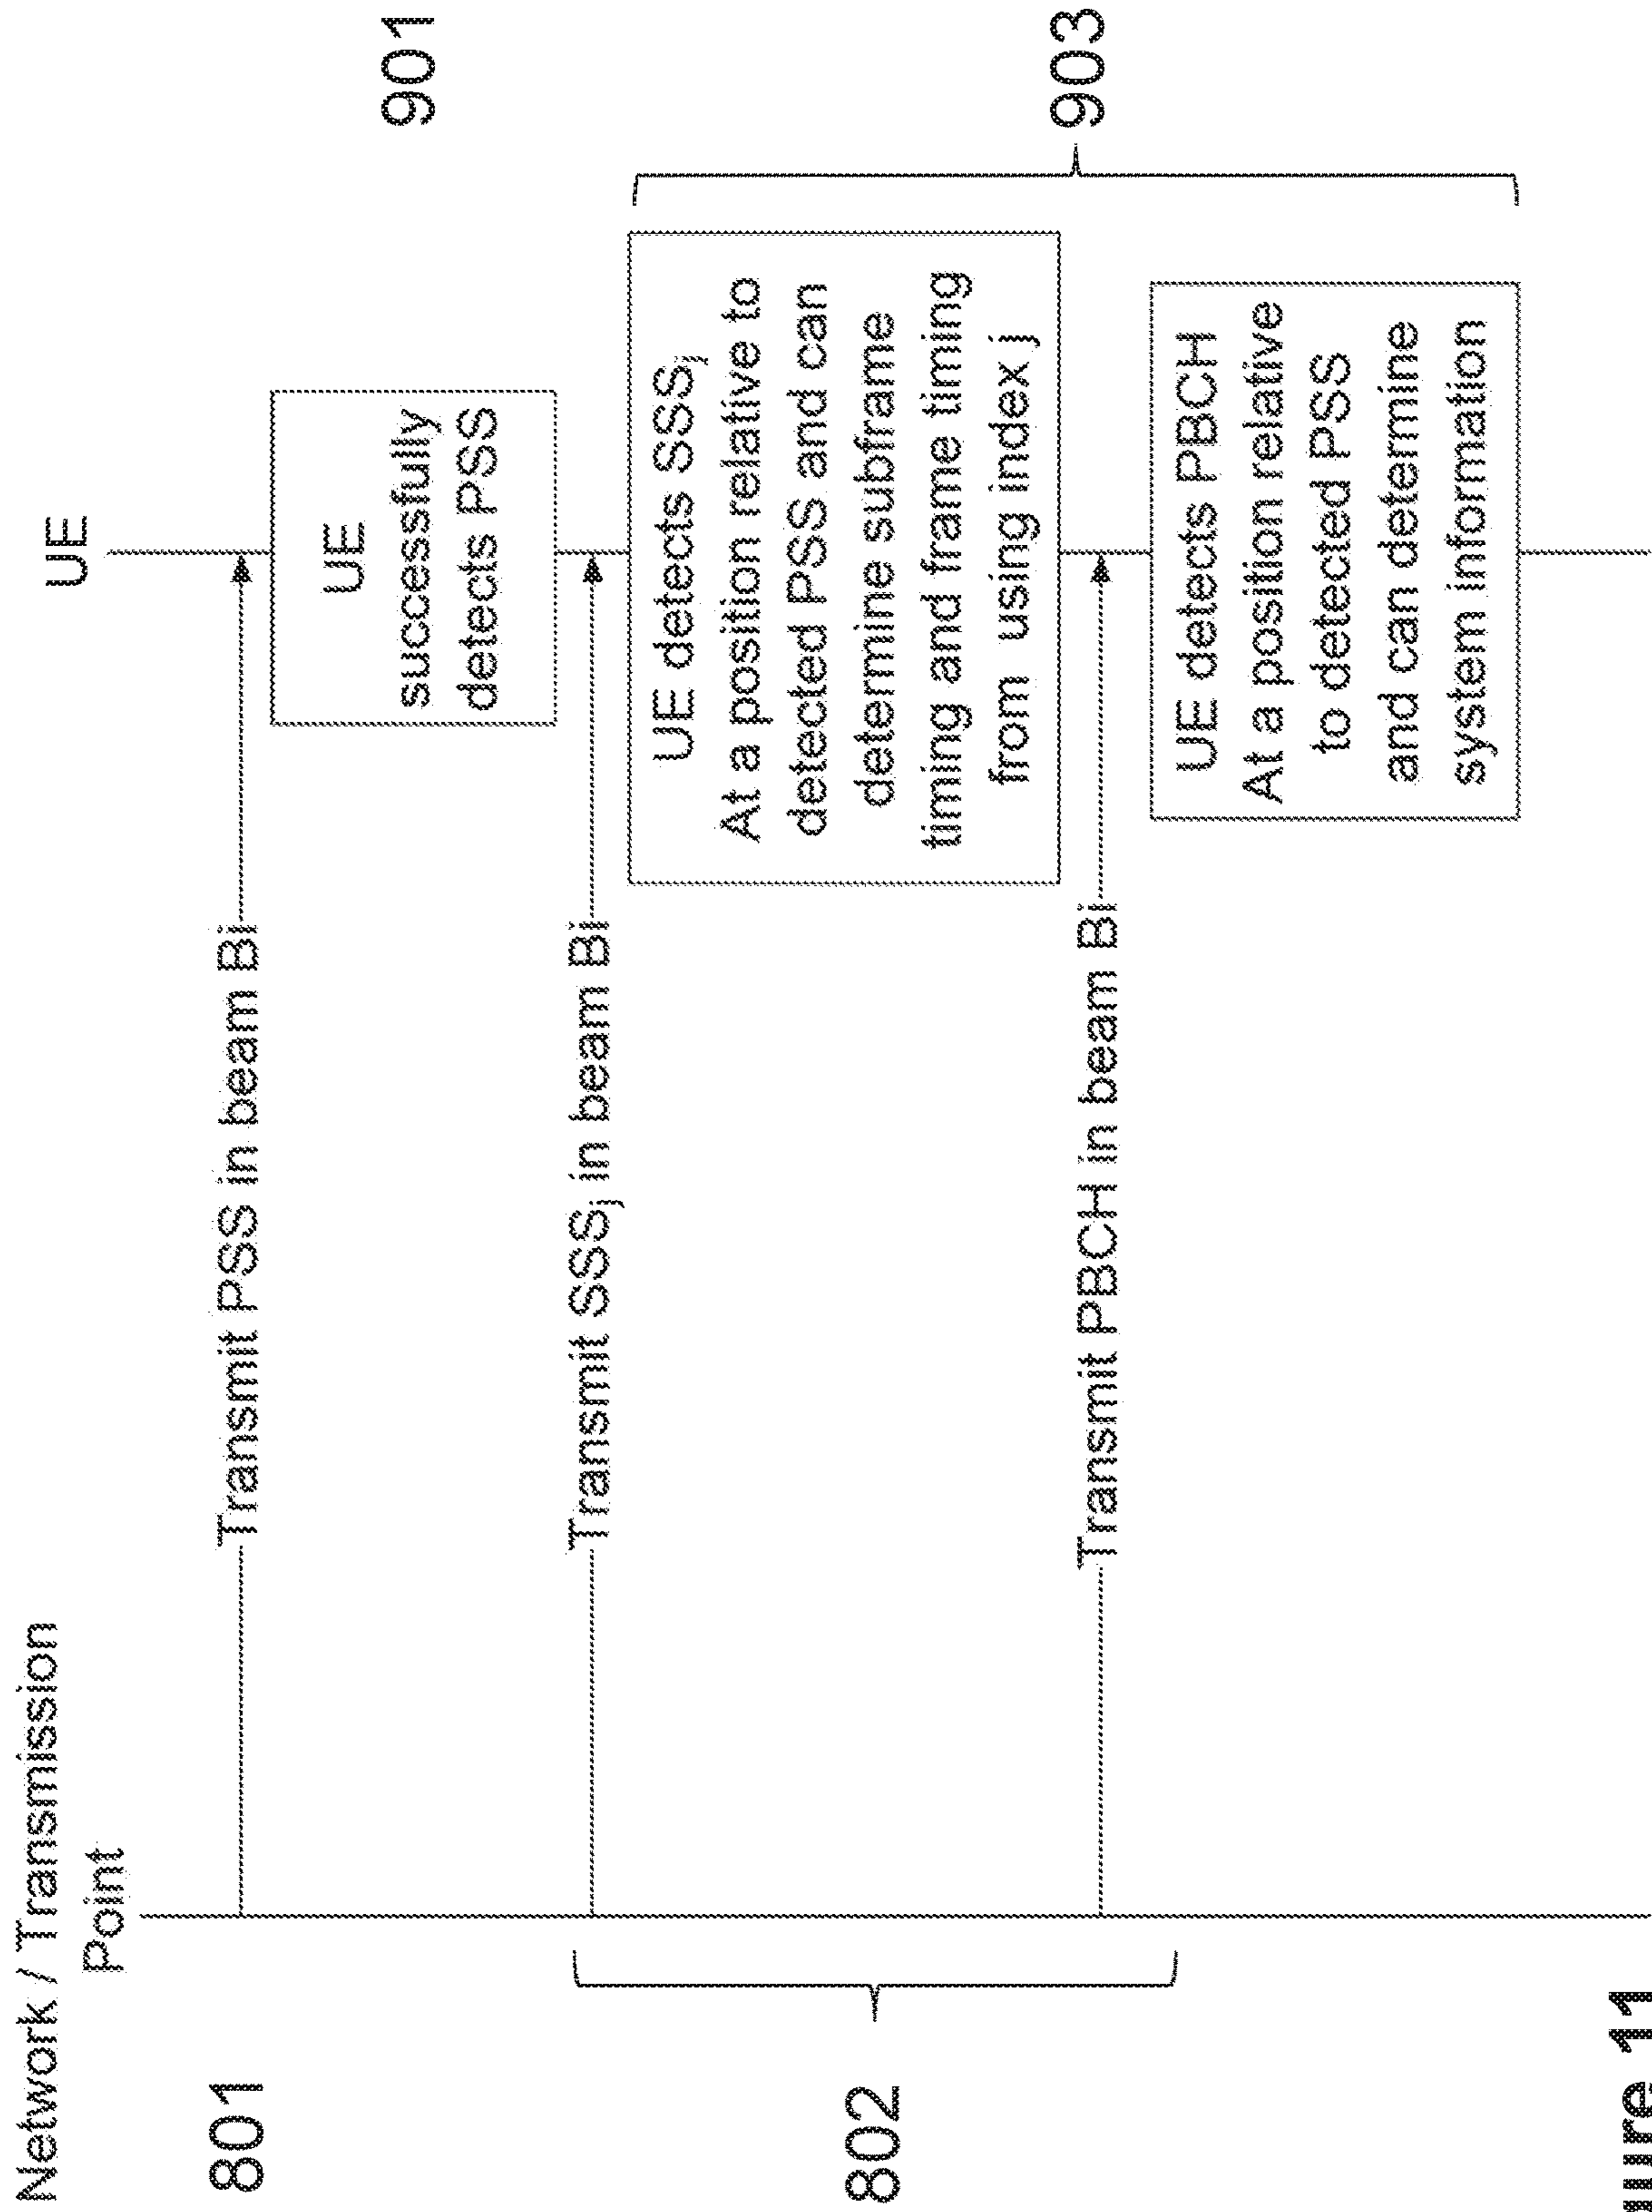 Network / Transmission
Point
UE
801
Transmit PSS in beam Bi
UE
successfully
detects PSS
901
802
Transmit SSSj in beam Bi
UE detects SSSj
At a position relative to
detected PSS and can
determine subframe
timing and frame timing
from using index j
903
Transmit PBCH in beam Bi
UE detects PBCH
At a position relative
to detected PSS
and can determine
system information
11